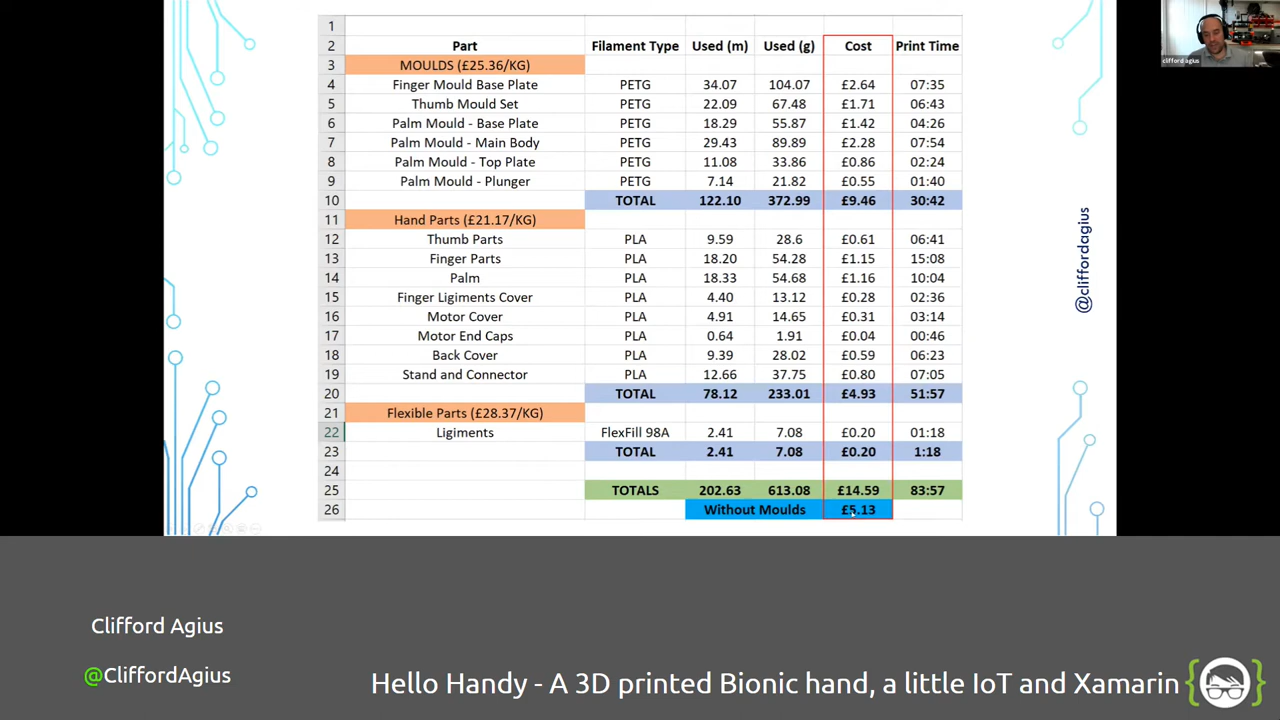 clifford agius
1
2 Part Filament Type Used (m) Used (g) Cost Print Time
3 MOULDS (£25.36/KG)
4 Finger Mould Base Plate PETG 34.07 104.07 £2.64 07:35
5 Thumb Mould Set PETG 22.09 67.48 £1.71 06:43
6 Palm Mould - Base Plate PETG 18.29 55.87 £1.42 04:26
7 Palm Mould - Main Body PETG 29.43 89.89 £2.28 07:54
8 Palm Mould - Top Plate PETG 11.08 33.86 £0.86 02:24
9 Palm Mould - Plunger PETG 7.14 21.82 £0.55 01:40
10 TOTAL 122.10 372.99 £9.46 30:42
11 Hand Parts (£21.17/KG)
12 Thumb Parts PLA 9.59 28.6 £0.61 06:41
13 Finger Parts PLA 18.20 54.28 £1.15 15:08
14 Palm PLA 18.33 54.68 £1.16 10:04
15 Finger Ligiments Cover PLA 4.40 13.12 £0.28 02:36
16 Motor Cover PLA 4.91 14.65 £0.31 03:14
17 Motor End Caps PLA 0.64 1.91 £0.04 00:46
18 Back Cover PLA 9.39 28.02 £0.59 06:23
19 Stand and Connector PLA 12.66 37.75 £0.80 07:05
20 TOTAL 78.12 233.01 £4.93 51:57
21 Flexible Parts (£28.37/KG)
22 Ligiments FlexFill 98A 2.41 7.08 £0.20 01:18
23 TOTAL 2.41 7.08 £0.20 1:18
24
25 TOTALS 202.63 613.08 £14.59 83:57
26 Without Moulds £5.13
@cliffordagius
Clifford Agius
@CliffordAgius
Hello Handy - A 3D printed Bionic hand, a little IoT and Xamarin